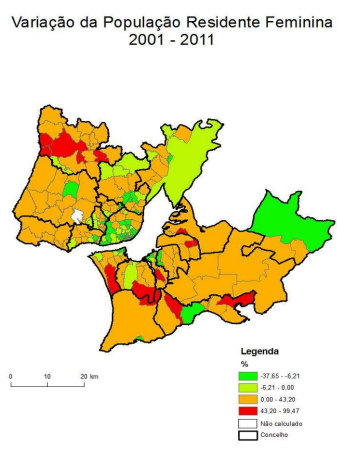 Variação da População Residente Feminina
2001 - 2011
0 10 20 km
Legenda
%
-37,65 - -6,21
-6,21 - 0,00
0,00 - 43,20
43,20 - 99,47
Não calculado
Concelho